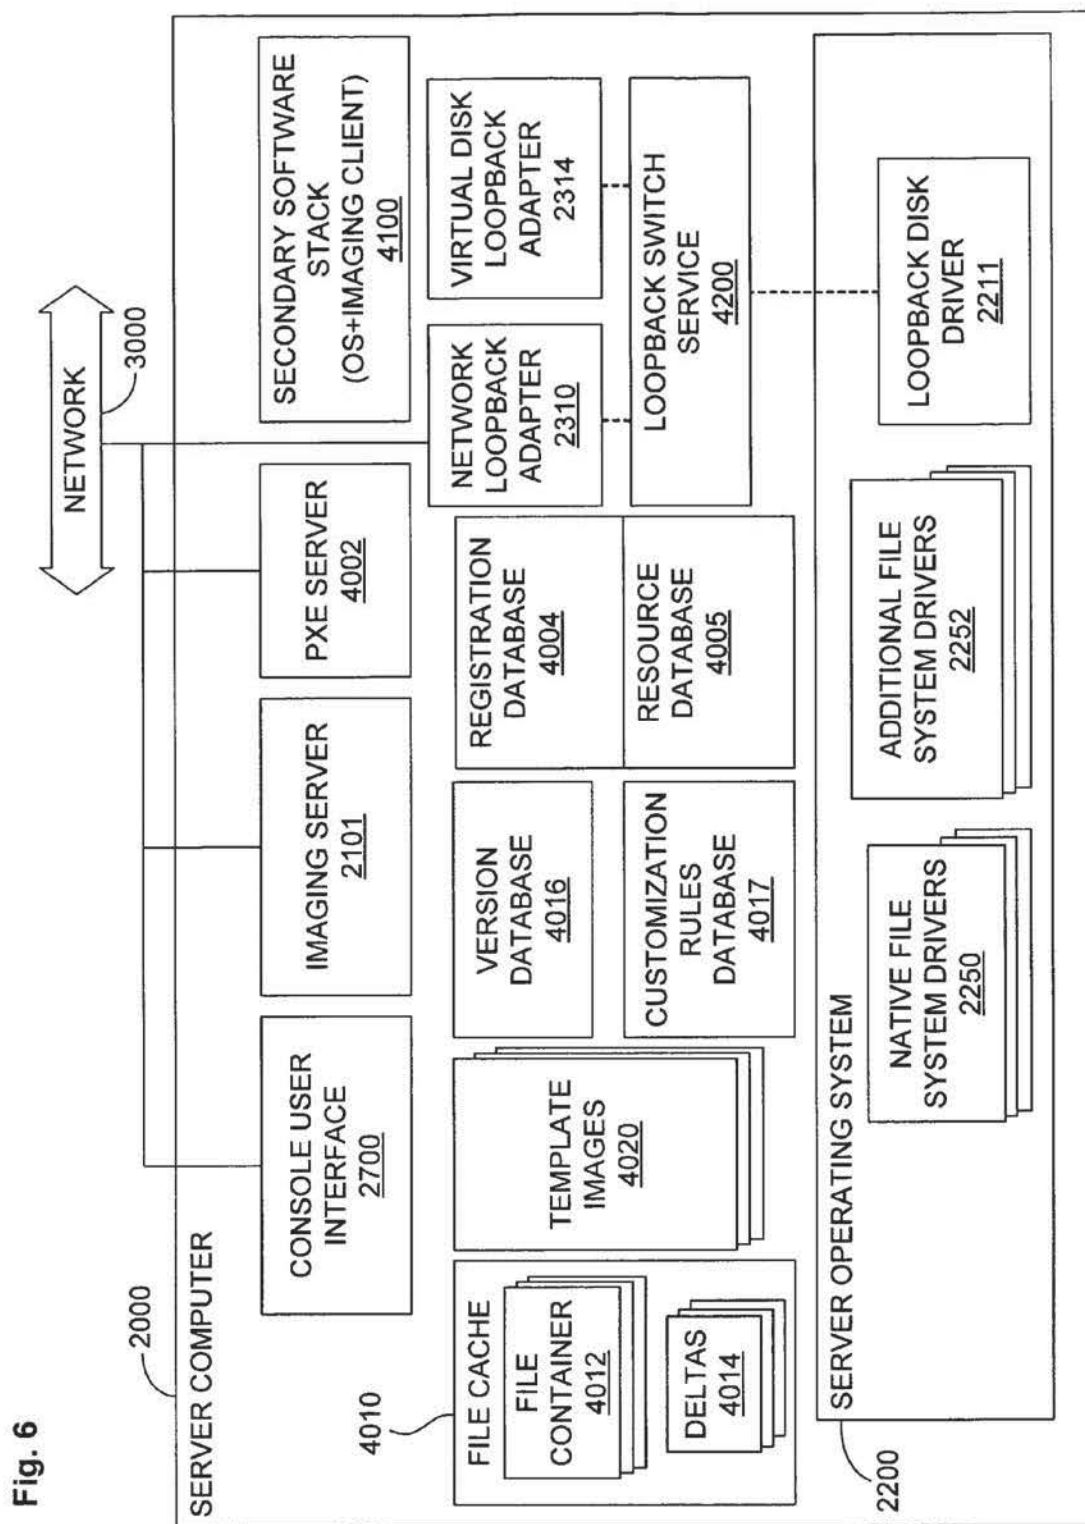 Fig. 6
NETWORK
3000
2000
SERVER COMPUTER
CONSOLE USER
INTERFACE
2700
IMAGING SERVER
2101
PXE SERVER
4002
SECONDARY SOFTWARE
STACK
(OS+IMAGING CLIENT)
4100
4010
FILE CACHE
FILE
CONTAINER
4012
DELTAS
4014
TEMPLATE
IMAGES
4020
VERSION
DATABASE
4016
CUSTOMIZATION
RULES
DATABASE
4017
REGISTRATION
DATABASE
4004
RESOURCE
DATABASE
4005
NETWORK
LOOPBACK
ADAPTER
2310
VIRTUAL DISK
LOOPBACK
ADAPTER
2314
LOOPBACK SWITCH
SERVICE
4200
2200
SERVER OPERATING SYSTEM
NATIVE FILE
SYSTEM DRIVERS
2250
ADDITIONAL FILE
SYSTEM DRIVERS
2252
LOOPBACK DISK
DRIVER
2211